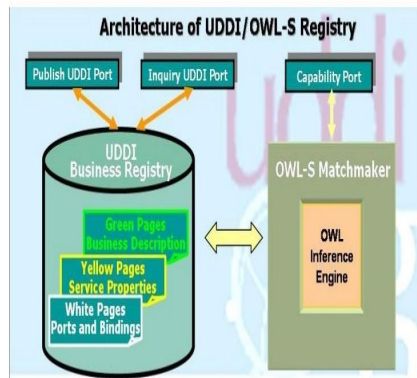 Architecture of UDDI/OWL-S Registry
Publish UDDI Port
Inquiry UDDI Port
Capability Port
uddi
UDDI
Business Registry
OWL-S Matchmaker
Green Pages
Business Description
Yellow Pages
Service Properties
White Pages
Ports and Bindings
OWL
Inference
Engine